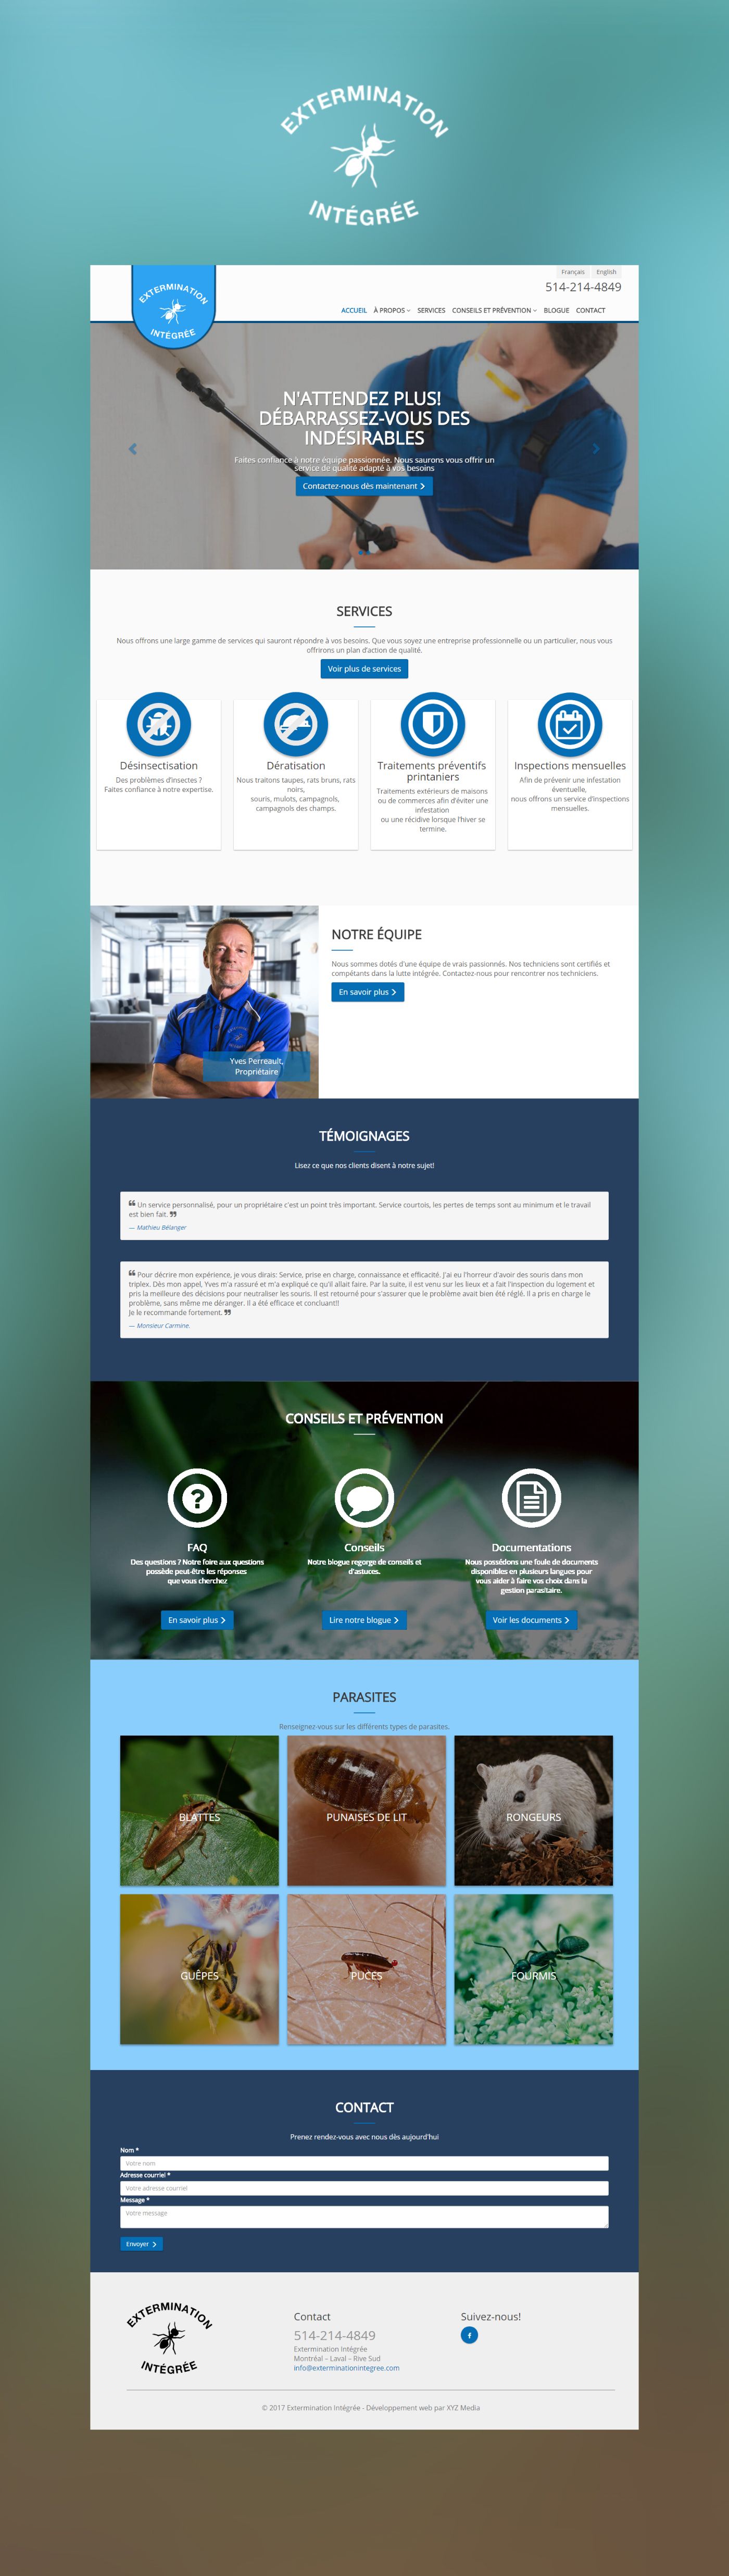 EXTERMINATION
INTÉGRÉE
EXTERMINATION
INTÉGRÉE
Français English
514-214-4849
ACCUEIL À PROPOS SERVICES CONSEILS ET PRÉVENTION BLOGUE CONTACT
N'ATTENDEZ PLUS!
DÉBARRASSEZ-VOUS DES
INDÉSIRABLES
Faites confiance à notre équipe passionnée. Nous saurons vous offrir un
service de qualité adapté à vos besoins
Contactez-nous dès maintenant
SERVICES
Nous offrons une large gamme de services qui sauront répondre à vos besoins. Que vous soyez une entreprise professionnelle ou un particulier, nous vous
offrirons un plan d'action de qualité.
Voir plus de services
Désinsectisation
Des problèmes d'insectes ?
Faites confiance à notre expertise.
Dératisation
Nous traitons taupes, rats bruns, rats
noirs,
souris, mulots, campagnols,
campagnols des champs.
Traitements préventifs
printaniers
Traitements extérieurs de maisons
ou de commerces afin d'éviter une
infestation
ou une récidive lorsque l'hiver se
termine.
Inspections mensuelles
Afin de prévenir une infestation
éventuelle,
nous offrons un service d'inspections
mensuelles.
Yves Perreault,
Propriétaire
NOTRE ÉQUIPE
Nous sommes dotés d'une équipe de vrais passionnés. Nos techniciens sont certifiés et
compétants dans la lutte intégrée. Contactez-nous pour rencontrer nos techniciens.
En savoir plus
TÉMOIGNAGES
Lisez ce que nos clients disent à notre sujet!
❝ Un service personnalisé, pour un propriétaire c'est un point très important. Service courtois, les pertes de temps sont au minimum et le travail
est bien fait. ❞
— Mathieu Bélanger
❝ Pour décrire mon expérience, je vous dirais: Service, prise en charge, connaissance et efficacité. J'ai eu l'horreur d'avoir des souris dans mon
triplex. Dès mon appel, Yves m'a rassuré et m'a expliqué ce qu'il allait faire. Par la suite, il est venu sur les lieux et a fait l'inspection du logement et
pris la meilleure des décisions pour neutraliser les souris. Il est retourné pour s'assurer que le problème avait bien été réglé. Il a pris en charge le
problème, sans même me déranger. Il a été efficace et concluant!!
Je le recommande fortement. ❞
— Monsieur Carmine.
CONSEILS ET PRÉVENTION
FAQ
Des questions ? Notre foire aux questions
possède peut-être les réponses
que vous cherchez
En savoir plus
Conseils
Notre blogue regorge de conseils et
d'astuces.
Lire notre blogue
Documentations
Nous possédons une foule de documents
disponibles en plusieurs langues pour
vous aider à faire vos choix dans la
gestion parasitaire.
Voir les documents
PARASITES
Renseignez-vous sur les différents types de parasites.
BLATTES
PUNAISES DE LIT
RONGEURS
GUÊPES
PUCES
FOURMIS
CONTACT
Prenez rendez-vous avec nous dès aujourd'hui
Nom *
Votre nom
Adresse courriel *
Votre adresse courriel
Message *
Votre message
Envoyer
EXTERMINATION
INTÉGRÉE
Contact
514-214-4849
Extermination Intégrée
Montréal – Laval – Rive Sud
info@exterminationintegree.com
Suivez-nous!
© 2017 Extermination Intégrée - Développement web par XYZ Media